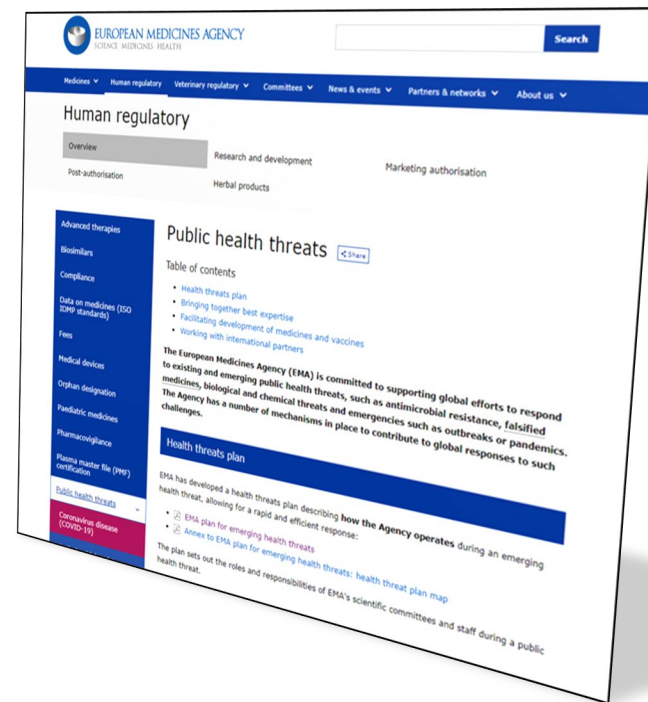 EUROPEAN MEDICINES AGENCY
SCIENCE MEDICINES HEALTH
Search
Medicines Human regulatory Veterinary regulatory Committees News & events Partners & networks About us
Human regulatory
Overview Research and development Marketing authorisation
Post-authorisation Herbal products
Advanced therapies
Biosimilars
Compliance
Data on medicines (ISO
IDMP standards)
Fees
Medical devices
Orphan designation
Paediatric medicines
Pharmacovigilance
Plasma master file (PMF)
certification
Public health threats
Coronavirus disease
(COVID-19)
Public health threats Share
Table of contents
• Health threats plan
• Bringing together best expertise
• Facilitating development of medicines and vaccines
• Working with international partners
The European Medicines Agency (EMA) is committed to supporting global efforts to respond
to existing and emerging public health threats, such as antimicrobial resistance, falsified
medicines, biological and chemical threats and emergencies such as outbreaks or pandemics.
The Agency has a number of mechanisms in place to contribute to global responses to such
challenges.
Health threats plan
EMA has developed a health threats plan describing how the Agency operates during an emerging
health threat, allowing for a rapid and efficient response:
• EMA plan for emerging health threats
• Annex to EMA plan for emerging health threats: health threat plan map
The plan sets out the roles and responsibilities of EMA's scientific committees and staff during a public
health threat.